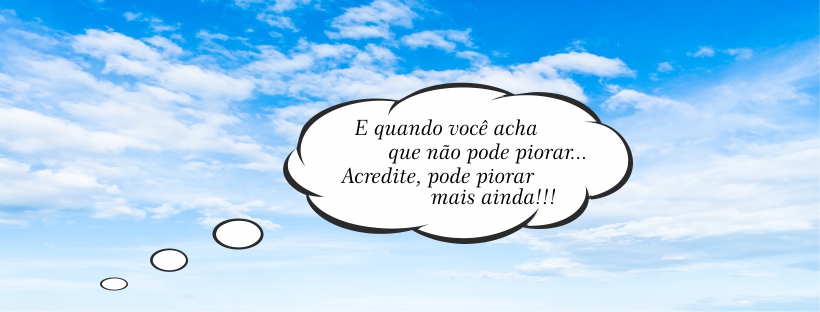 E quando você acha
que não pode piorar...
Acredite, pode piorar
mais ainda!!!